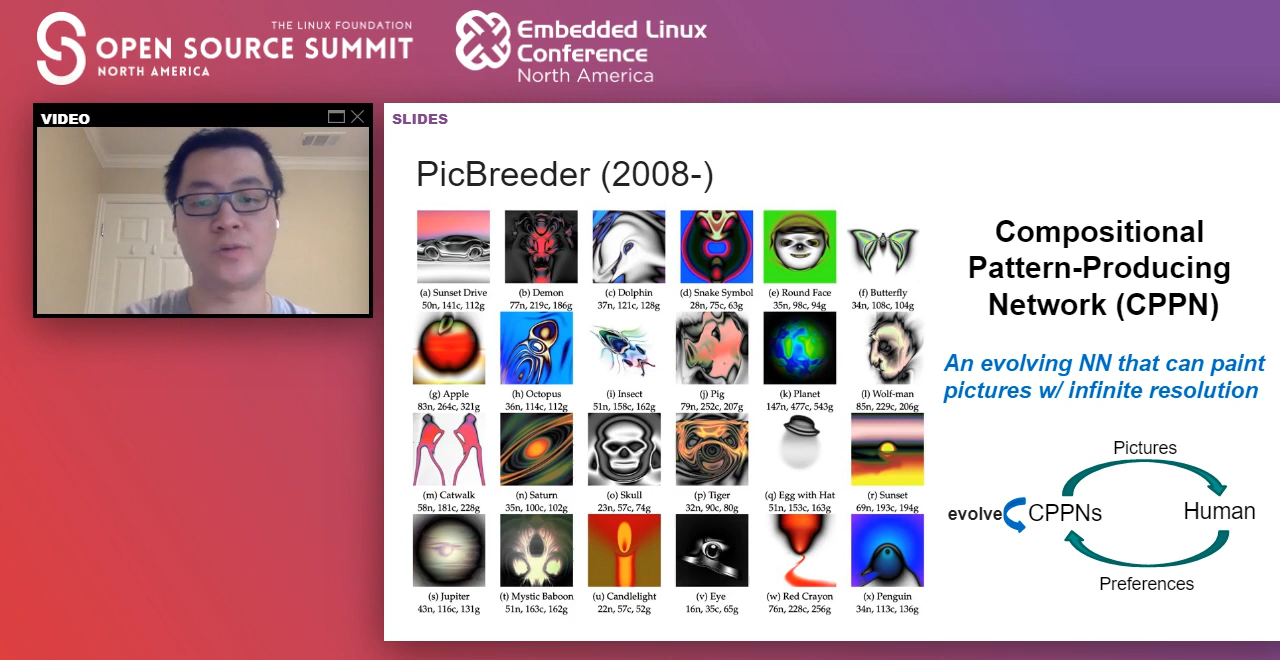 THE LINUX FOUNDATION
OPEN SOURCE SUMMIT
NORTH AMERICA
Embedded Linux
Conference
North America
VIDEO
SLIDES
PicBreeder (2008-)
(a) Sunset Drive
50n, 141c, 112g
(b) Demon
77n, 219c, 186g
(c) Dolphin
37n, 121c, 128g
(d) Snake Symbol
28n, 75c, 63g
(e) Round Face
35n, 98c, 94g
(f) Butterfly
34n, 108c, 104g
(g) Apple
83n, 264c, 321g
(h) Octopus
36n, 114c, 112g
(i) Insect
51n, 158c, 162g
(j) Pig
79n, 252c, 207g
(k) Planet
147n, 477c, 543g
(l) Wolf-man
85n, 229c, 206g
(m) Catwalk
58n, 181c, 228g
(n) Saturn
35n, 100c, 102g
(o) Skull
23n, 57c, 74g
(p) Tiger
32n, 90c, 80g
(q) Egg with Hat
51n, 153c, 163g
(r) Sunset
69n, 193c, 194g
(s) Jupiter
43n, 116c, 131g
(t) Mystic Baboon
51n, 163c, 162g
(u) Candlelight
22n, 57c, 52g
(v) Eye
16n, 35c, 65g
(w) Red Crayon
76n, 228c, 256g
(x) Penguin
34n, 113c, 136g
Compositional
Pattern-Producing
Network (CPPN)
An evolving NN that can paint
pictures w/ infinite resolution
Pictures
evolve
CPPNs
Human
Preferences